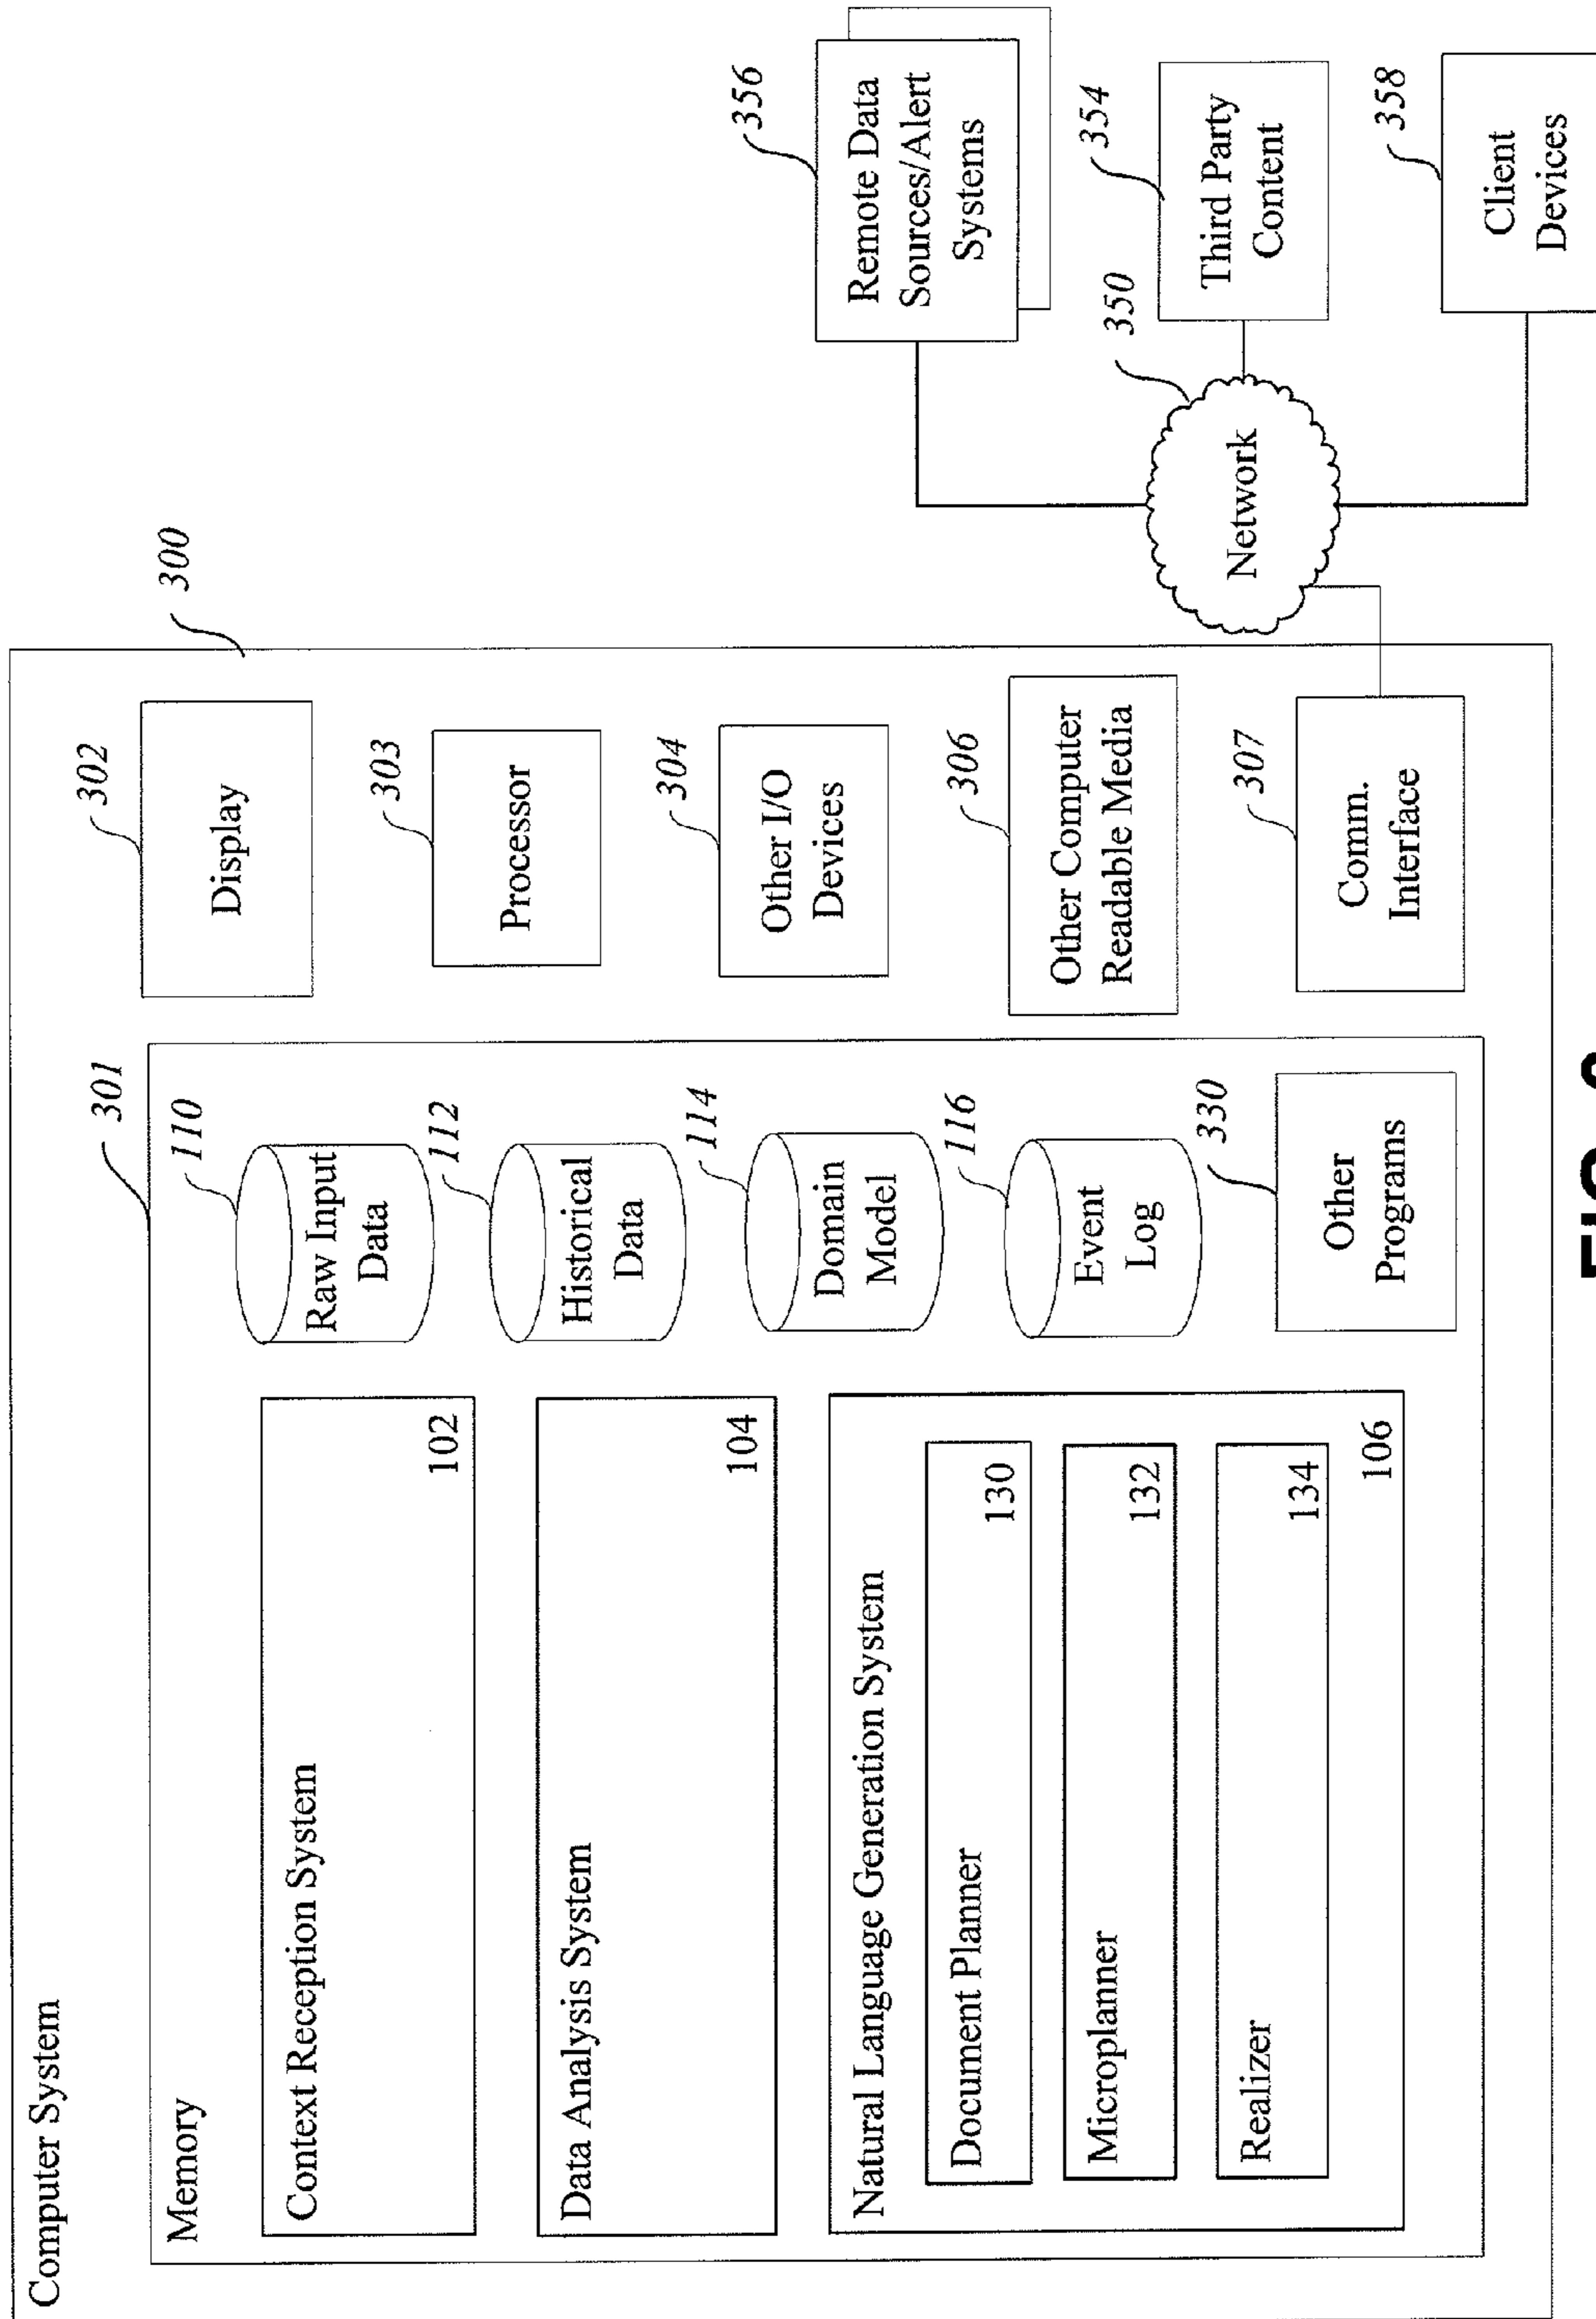 Computer System
300
Memory
301
Context Reception System
102
Data Analysis System
104
Natural Language Generation System
Document Planner
130
Microplanner
132
Realizer
134
106
110
Raw Input
Data
112
Historical
Data
114
Domain
Model
116
Event
Log
330
Other
Programs
302
Display
303
Processor
304
Other I/O
Devices
306
Other Computer
Readable Media
307
Comm.
Interface
350
Network
356
Remote Data
Sources/Alert
Systems
354
Third Party
Content
358
Client
Devices